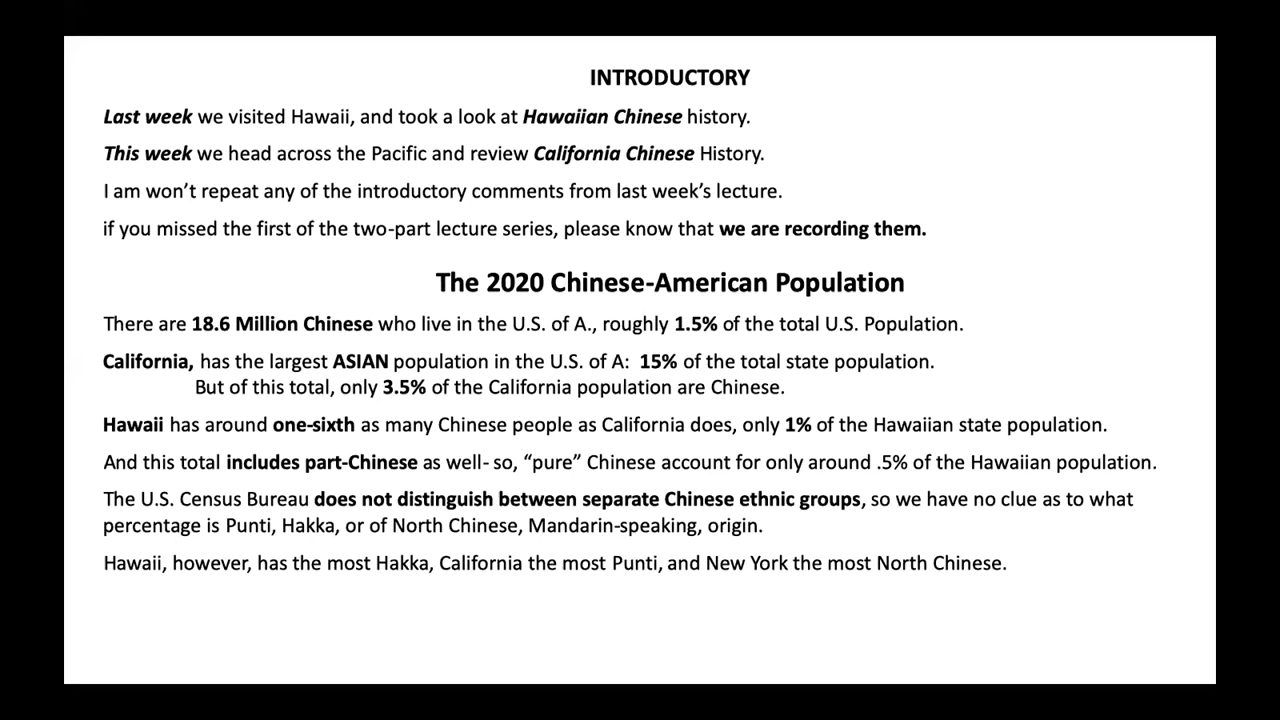 INTRODUCTORY
Last week we visited Hawaii, and took a look at Hawaiian Chinese history.
This week we head across the Pacific and review California Chinese History.
I am won’t repeat any of the introductory comments from last week’s lecture.
if you missed the first of the two-part lecture series, please know that we are recording them.
The 2020 Chinese-American Population
There are 18.6 Million Chinese who live in the U.S. of A., roughly 1.5% of the total U.S. Population.
California, has the largest ASIAN population in the U.S. of A: 15% of the total state population.
But of this total, only 3.5% of the California population are Chinese.
Hawaii has around one-sixth as many Chinese people as California does, only 1% of the Hawaiian state population.
And this total includes part-Chinese as well- so, “pure” Chinese account for only around .5% of the Hawaiian population.
The U.S. Census Bureau does not distinguish between separate Chinese ethnic groups, so we have no clue as to what
percentage is Punti, Hakka, or of North Chinese, Mandarin-speaking, origin.
Hawaii, however, has the most Hakka, California the most Punti, and New York the most North Chinese.